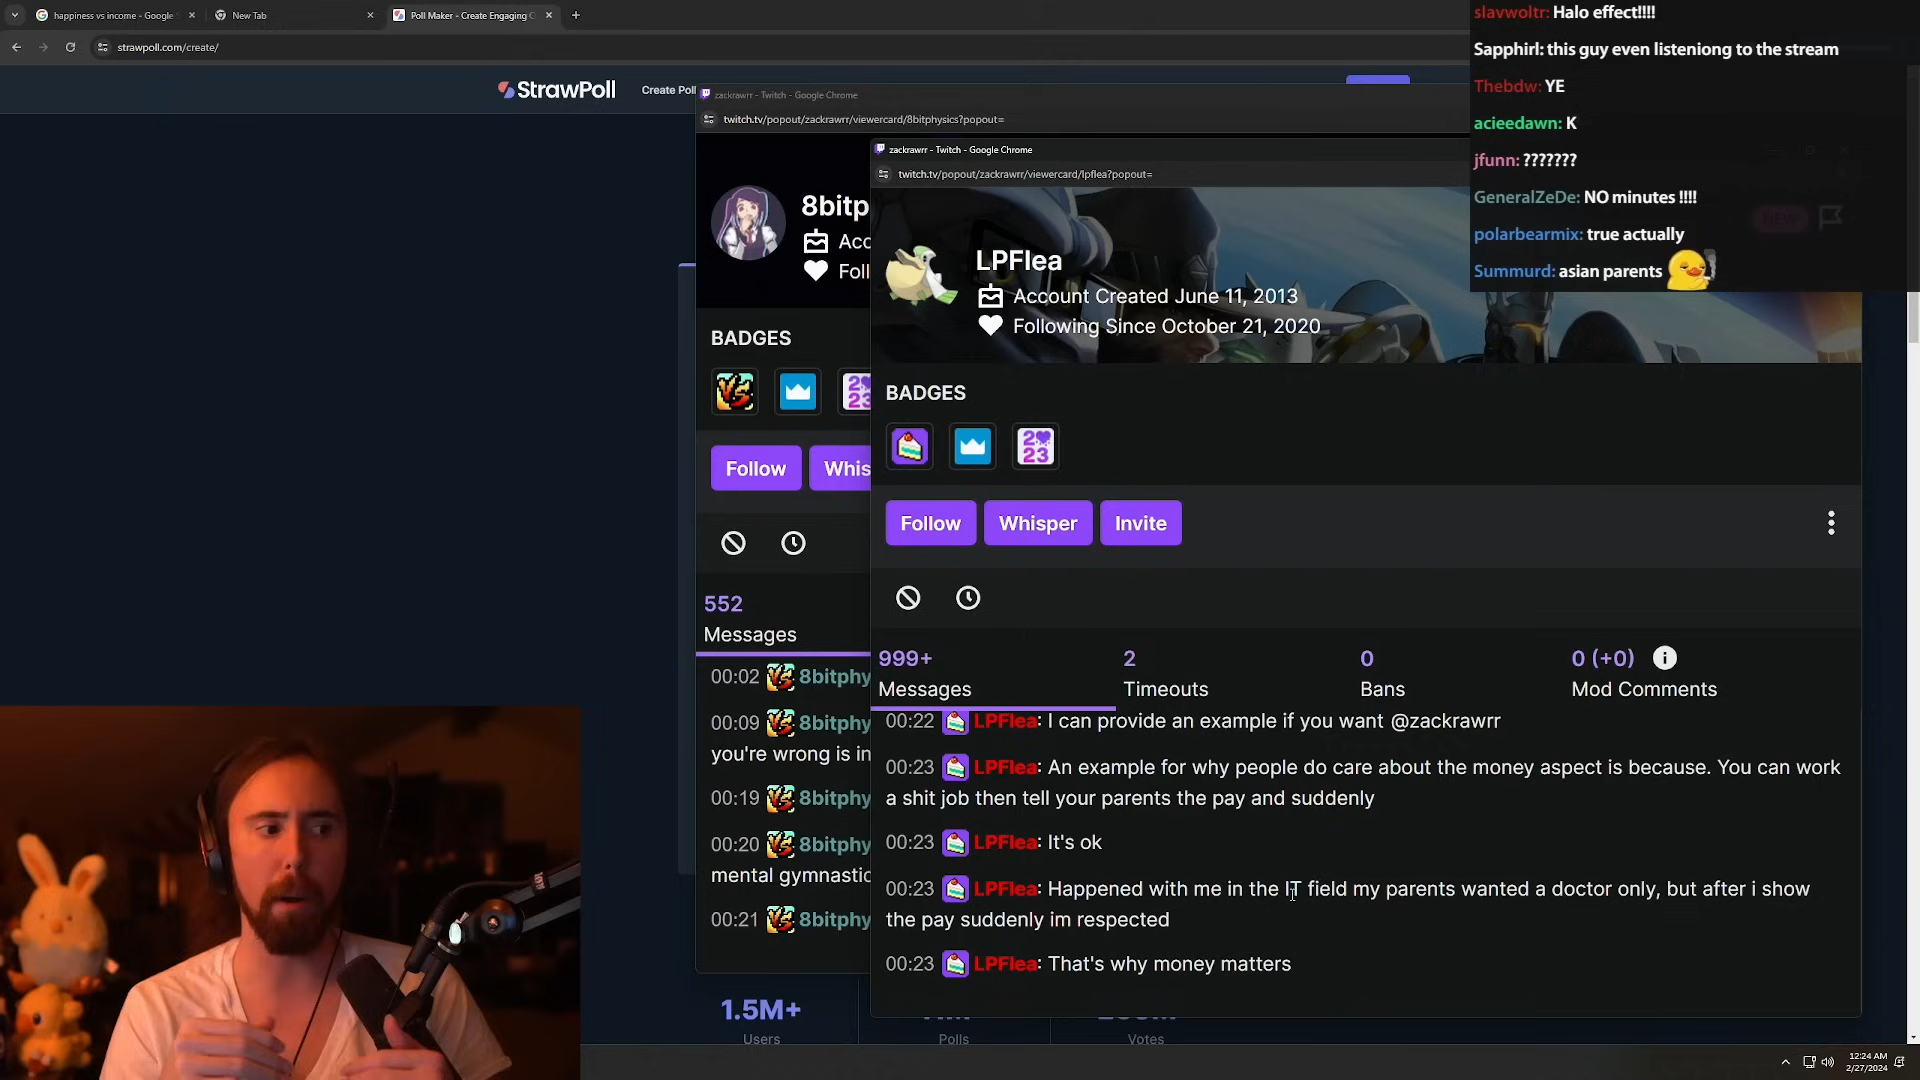 happiness vs income - Google
New Tab
Poll Maker - Create Engaging
strawpoll.com/create/
StrawPoll
Create Poll
zackrawrr - Twitch - Google Chrome
twitch.tv/popout/zackrawrr/viewercard/8bitphysics?popout=
zackrawrr - Twitch - Google Chrome
twitch.tv/popout/zackrawrr/viewercard/lpflea?popout=
slavwoltr: Halo effect!!!!
Sapphirl: this guy even listeniong to the stream
Thebdw: YE
acieedawn: K
jfunn: ???????
GeneralZeDe: NO minutes !!!!
polarbearmix: true actually
Summurd: asian parents
8bitp
Acc
Foll
BADGES
Follow
Whis
552
Messages
00:02 8bitphy
00:09 8bitphy
you're wrong is in
00:19 8bitphy
00:20 8bitphy
mental gymnastic
00:21 8bitphy
LPFlea
Account Created June 11, 2013
Following Since October 21, 2020
BADGES
Follow
Whisper
Invite
999+
Messages
2
Timeouts
0
Bans
0 (+0)
Mod Comments
00:22 LPFlea: I can provide an example if you want @zackrawrr
00:23 LPFlea: An example for why people do care about the money aspect is because. You can work
a shit job then tell your parents the pay and suddenly
00:23 LPFlea: It's ok
00:23 LPFlea: Happened with me in the IT field my parents wanted a doctor only, but after i show
the pay suddenly im respected
00:23 LPFlea: That's why money matters
1.5M+
Users
Polls
Votes
12:24 AM
2/27/2024